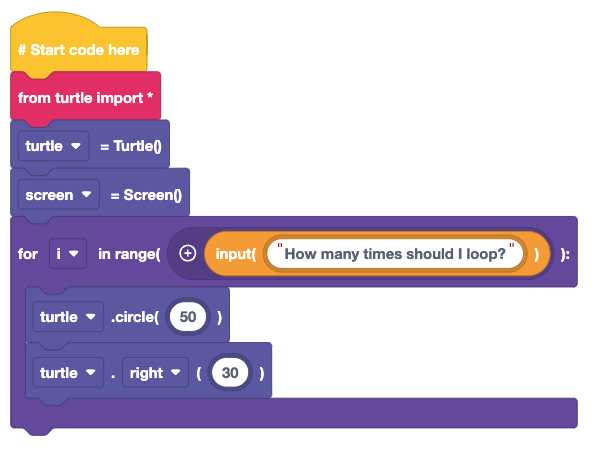 # Start code here
from turtle import *
turtle = Turtle()
screen = Screen()
for i in range( input( "How many times should I loop?" ) ):
turtle .circle( 50 )
turtle . right ( 30 )